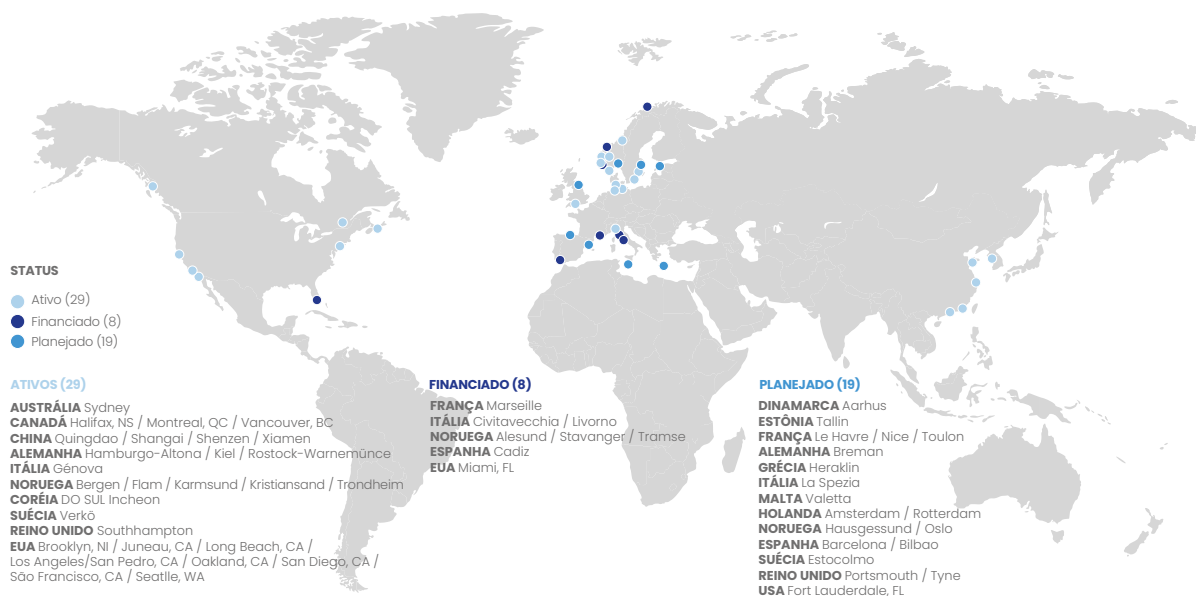 STATUS
Ativo (29)
Financiado (8)
Planejado (19)
ATIVOS (29)
AUSTRÁLIA Sydney
CANADÁ Halifax, NS / Montreal, QC / Vancouver, BC
CHINA Quingdao / Shangai / Shenzen / Xiamen
ALEMANHA Hamburgo-Altona / Kiel / Rostock-Warnemünce
ITÁLIA Génova
NORUEGA Bergen / Flam / Karmsund / Kristiansand / Trondheim
CORÉIA DO SUL Incheon
SUÉCIA Verkö
REINO UNIDO Southhampton
EUA Brooklyn, NI / Juneau, CA / Long Beach, CA /
Los Angeles/San Pedro, CA / Oakland, CA / San Diego, CA /
São Francisco, CA / Seatlle, WA
FINANCIADO (8)
FRANÇA Marseille
ITÁLIA Civitavecchia / Livorno
NORUEGA Alesund / Stavanger / Tramse
ESPANHA Cadiz
EUA Miami, FL
PLANEJADO (19)
DINAMARCA Aarhus
ESTÔNIA Tallin
FRANÇA Le Havre / Nice / Toulon
ALEMANHA Breman
GRÉCIA Heraklin
ITÁLIA La Spezia
MALTA Valetta
HOLANDA Amsterdam / Rotterdam
NORUEGA Hausgessund / Oslo
ESPANHA Barcelona / Bilbao
SUÉCIA Estocolmo
REINO UNIDO Portsmouth / Tyne
USA Fort Lauderdale, FL